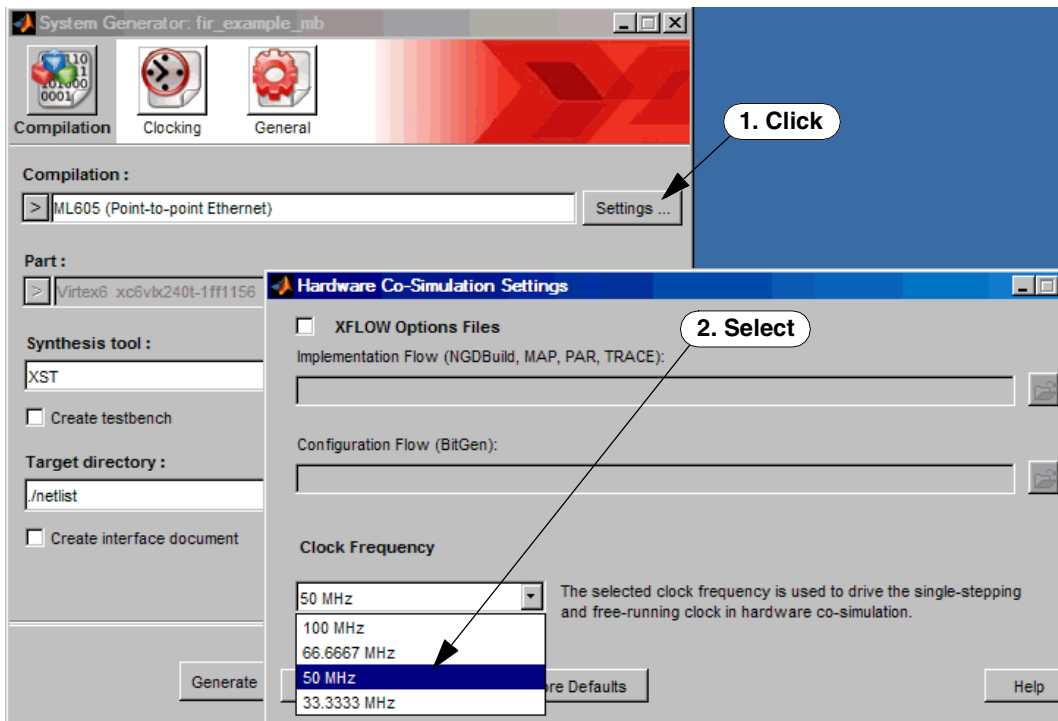 System Generator: fir_example_mb
Compilation
Clocking
General
1. Click
Compilation :
> ML605 (Point-to-point Ethernet)
Settings ...
Part :
> Virtex6 xc6vlx240t-1ff1156
Hardware Co-Simulation Settings
XFLOW Options Files
2. Select
Implementation Flow (NGDBuild, MAP, PAR, TRACE):
Synthesis tool :
XST
Create testbench
Configuration Flow (BitGen):
Target directory :
./netlist
Create interface document
Clock Frequency
50 MHz
The selected clock frequency is used to drive the single-stepping
and free-running clock in hardware co-simulation.
100 MHz
66.6667 MHz
50 MHz
33.3333 MHz
Generate
Defaults
Help